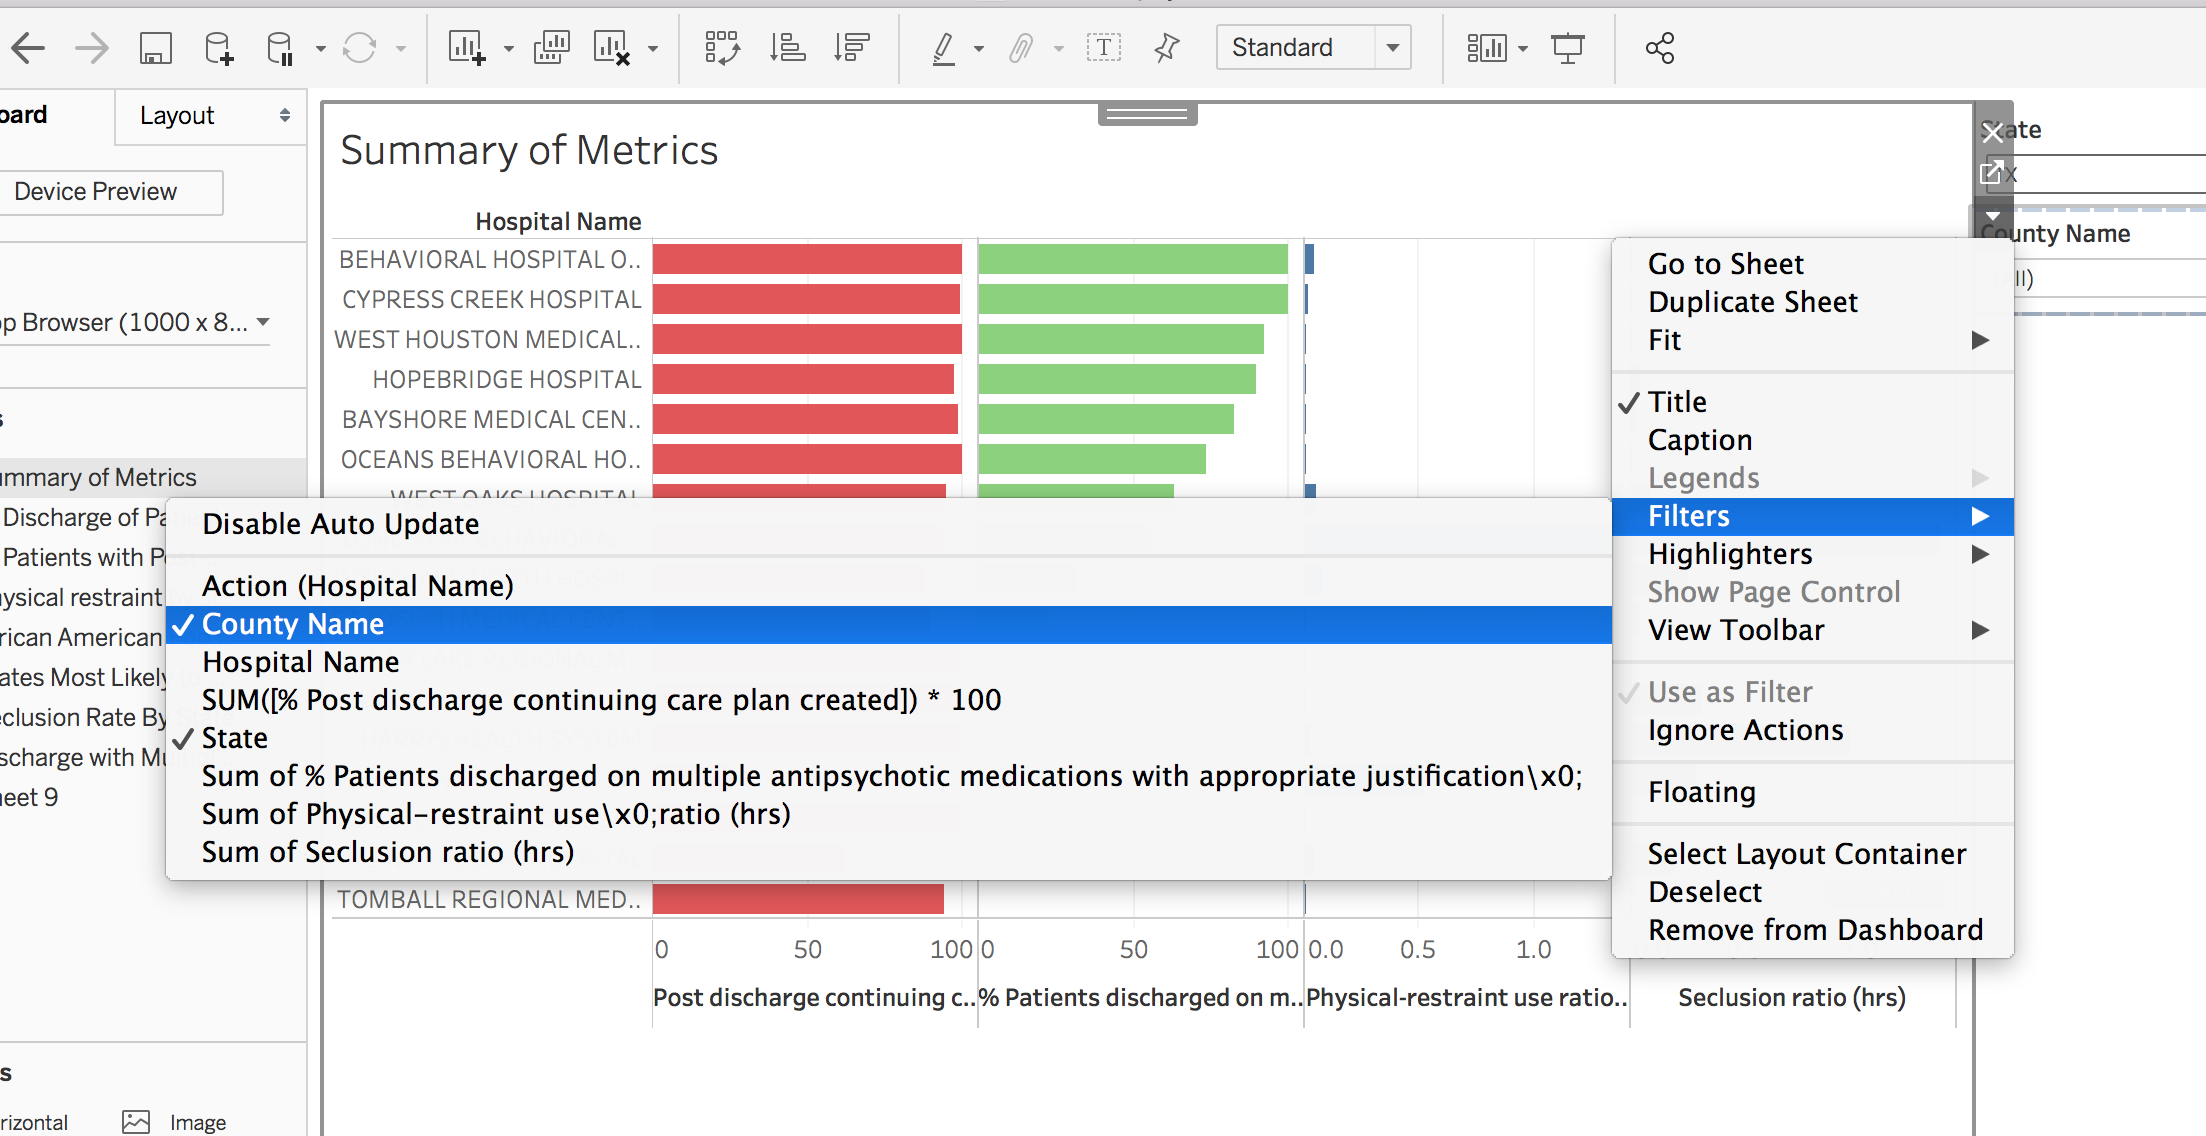 Standard
oard
Layout
Device Preview
op Browser (1000 x 8...
s
ummary of Metrics
Discharge of Pa
Patients with P
ysical restraint
rican American
ates Most Likely
eclusion Rate By
scharge with Mu
eet 9
s
rizontal
Image
Summary of Metrics
Hospital Name
BEHAVIORAL HOSPITAL O..
CYPRESS CREEK HOSPITAL
WEST HOUSTON MEDICAL..
HOPEBRIDGE HOSPITAL
BAYSHORE MEDICAL CEN..
OCEANS BEHAVIORAL HO..
WEST OAKS HOSPITAL
TOMBALL REGIONAL MED..
0 50 100 0 50 100 0.0 0.5 1.0
Post discharge continuing c..
% Patients discharged on m..
Physical-restraint use ratio..
Seclusion ratio (hrs)
Disable Auto Update
Action (Hospital Name)
County Name
Hospital Name
SUM([% Post discharge continuing care plan created]) * 100
State
Sum of % Patients discharged on multiple antipsychotic medications with appropriate justification\x0;
Sum of Physical-restraint use\x0;ratio (hrs)
Sum of Seclusion ratio (hrs)
Go to Sheet
Duplicate Sheet
Fit
Title
Caption
Legends
Filters
Highlighters
Show Page Control
View Toolbar
Use as Filter
Ignore Actions
Floating
Select Layout Container
Deselect
Remove from Dashboard
State
X
County Name
ll)